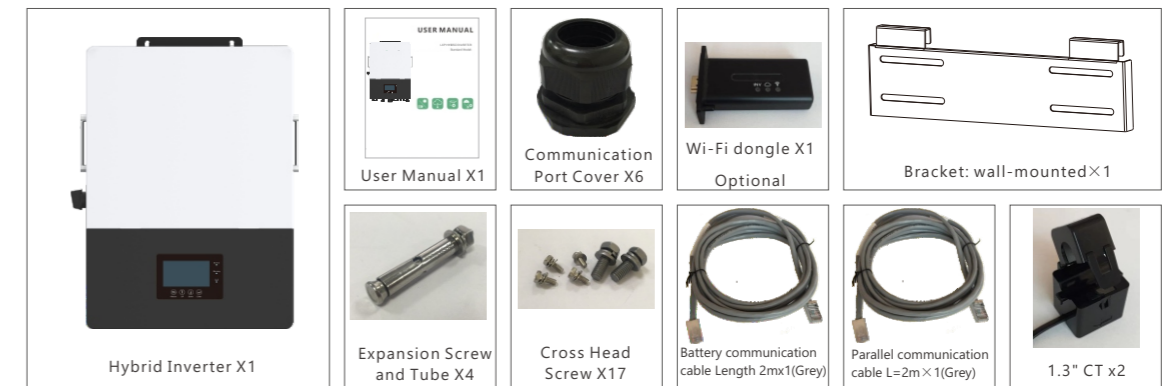 USER MANUAL
User Manual X1
Communication
Port Cover X6
Wi-Fi dongle X1
Optional
Bracket: wall-mounted×1
Hybrid Inverter X1
Expansion Screw
and Tube X4
Cross Head
Screw X17
Battery communication
cable Length 2mx1(Grey)
Parallel communication
cable L=2m×1(Grey)
1.3" CT x2